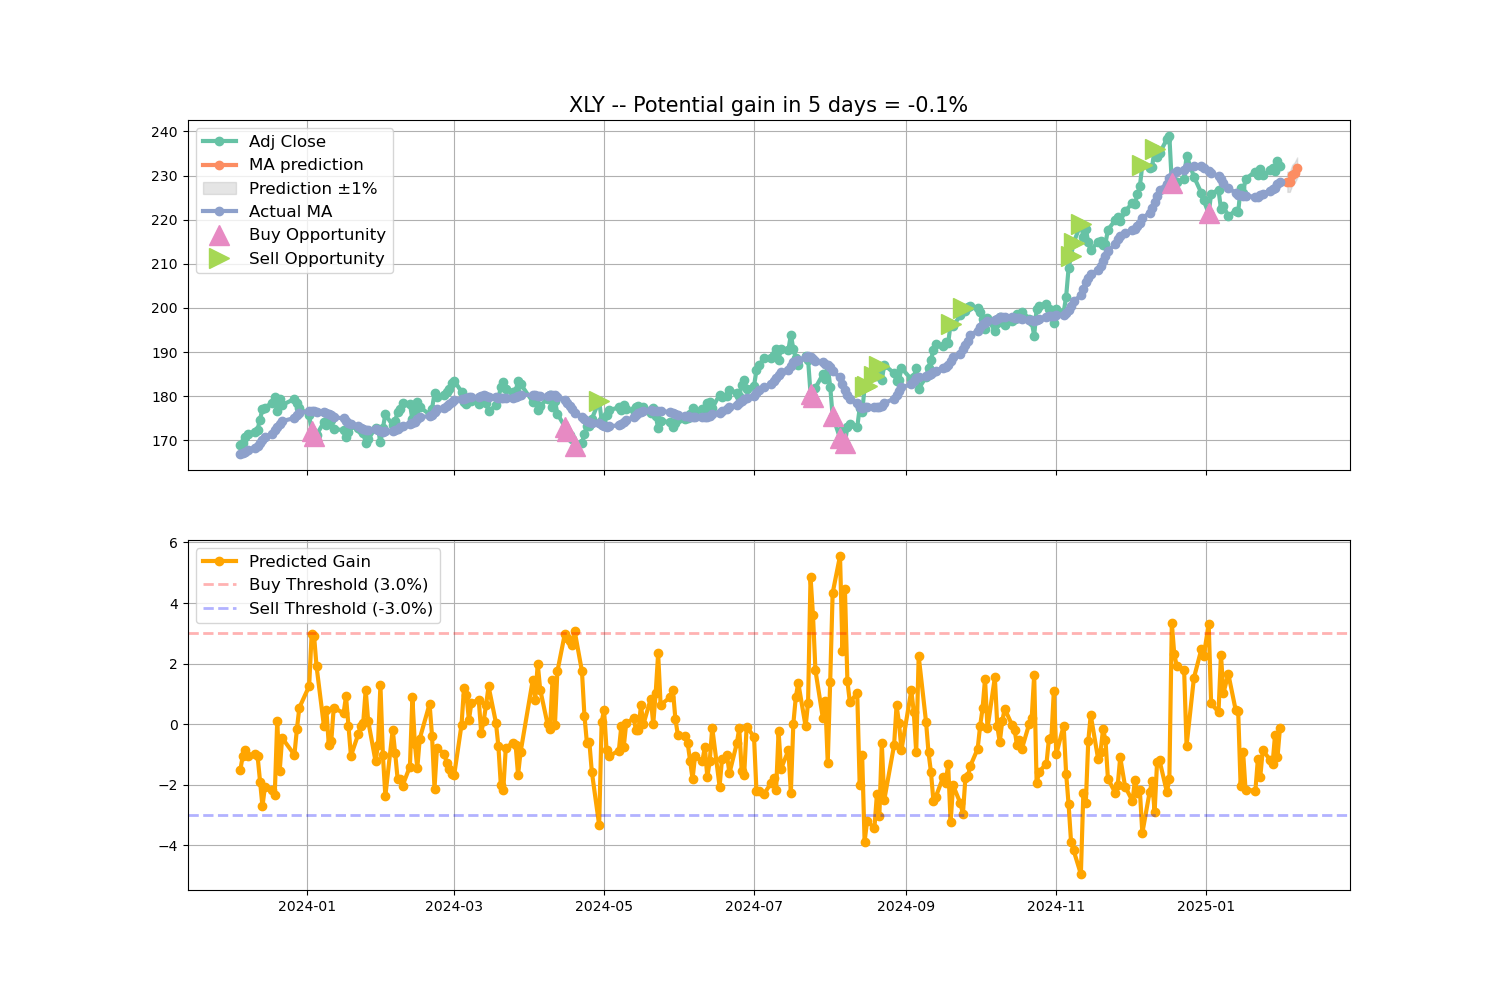 XLY -- Potential gain in 5 days = -0.1%
240
230
220
210
200
190
180
170
Adj Close
MA prediction
Prediction ±1%
Actual MA
Buy Opportunity
Sell Opportunity
6
4
2
0
−2
−4
Predicted Gain
Buy Threshold (3.0%)
Sell Threshold (-3.0%)
2024-01
2024-03
2024-05
2024-07
2024-09
2024-11
2025-01